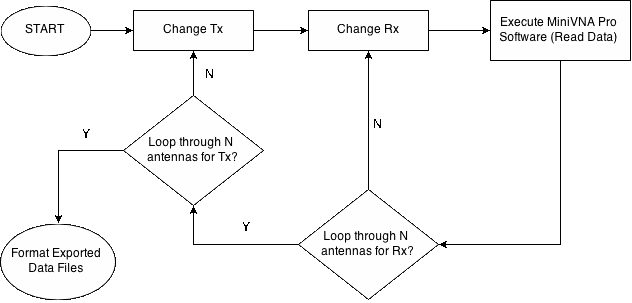 START
Change Tx
Change Rx
Execute MiniVNA Pro
Software (Read Data)
N
N
Y
Loop through N
antennas for Tx?
Y
Loop through N
antennas for Rx?
Format Exported
Data Files